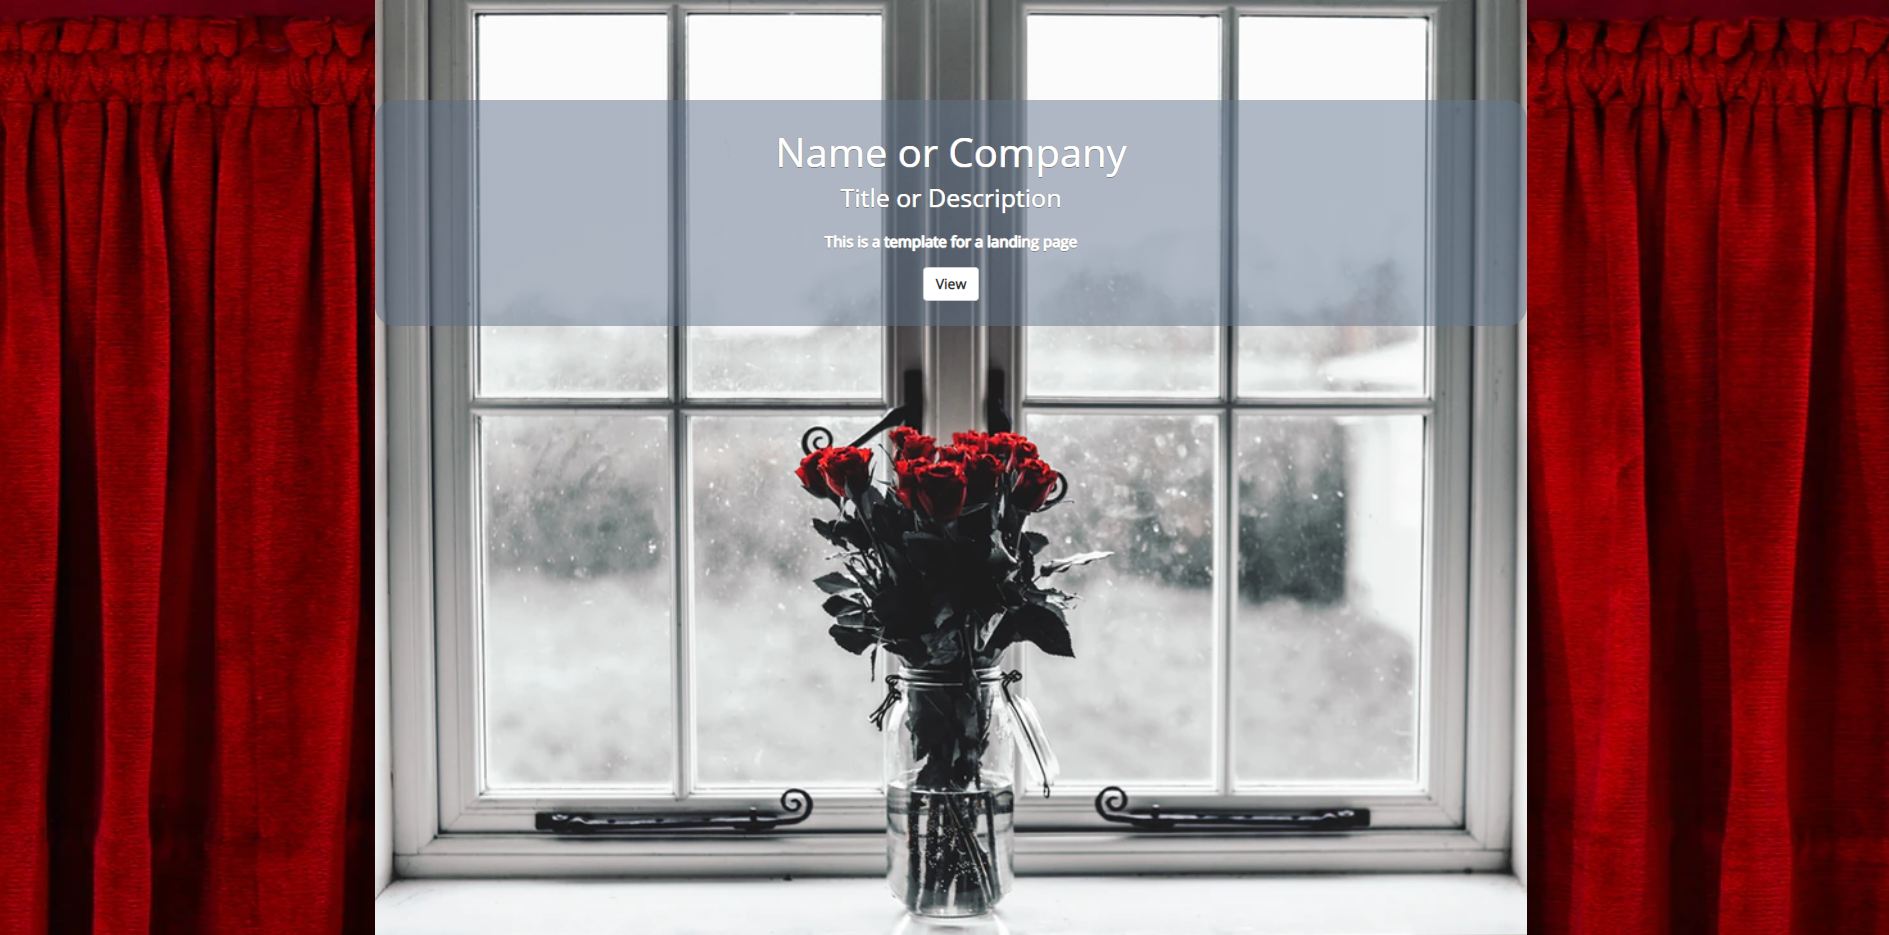 Name or Company
Title or Description
This is a template for a landing page
View